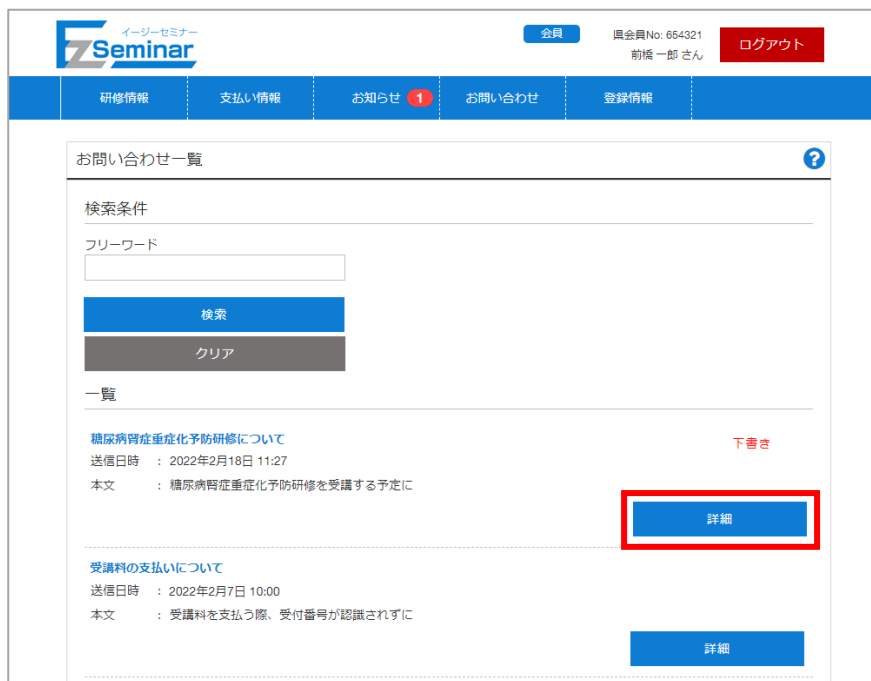 イージーセミナー
EZ Seminar
会員
県会員No: 654321
前橋 一郎 さん
ログアウト
研修情報
支払い情報
お知らせ 1
お問い合わせ
登録情報
お問い合わせ一覧
?
検索条件
フリーワード
検索
クリア
一覧
糖尿病腎症重症化予防研修について
下書き
送信日時 : 2022年2月18日 11:27
本文 : 糖尿病腎症重症化予防研修を受講する予定に
詳細
受講料の支払いについて
送信日時 : 2022年2月7日 10:00
本文 : 受講料を支払う際、受付番号が認識されずに
詳細